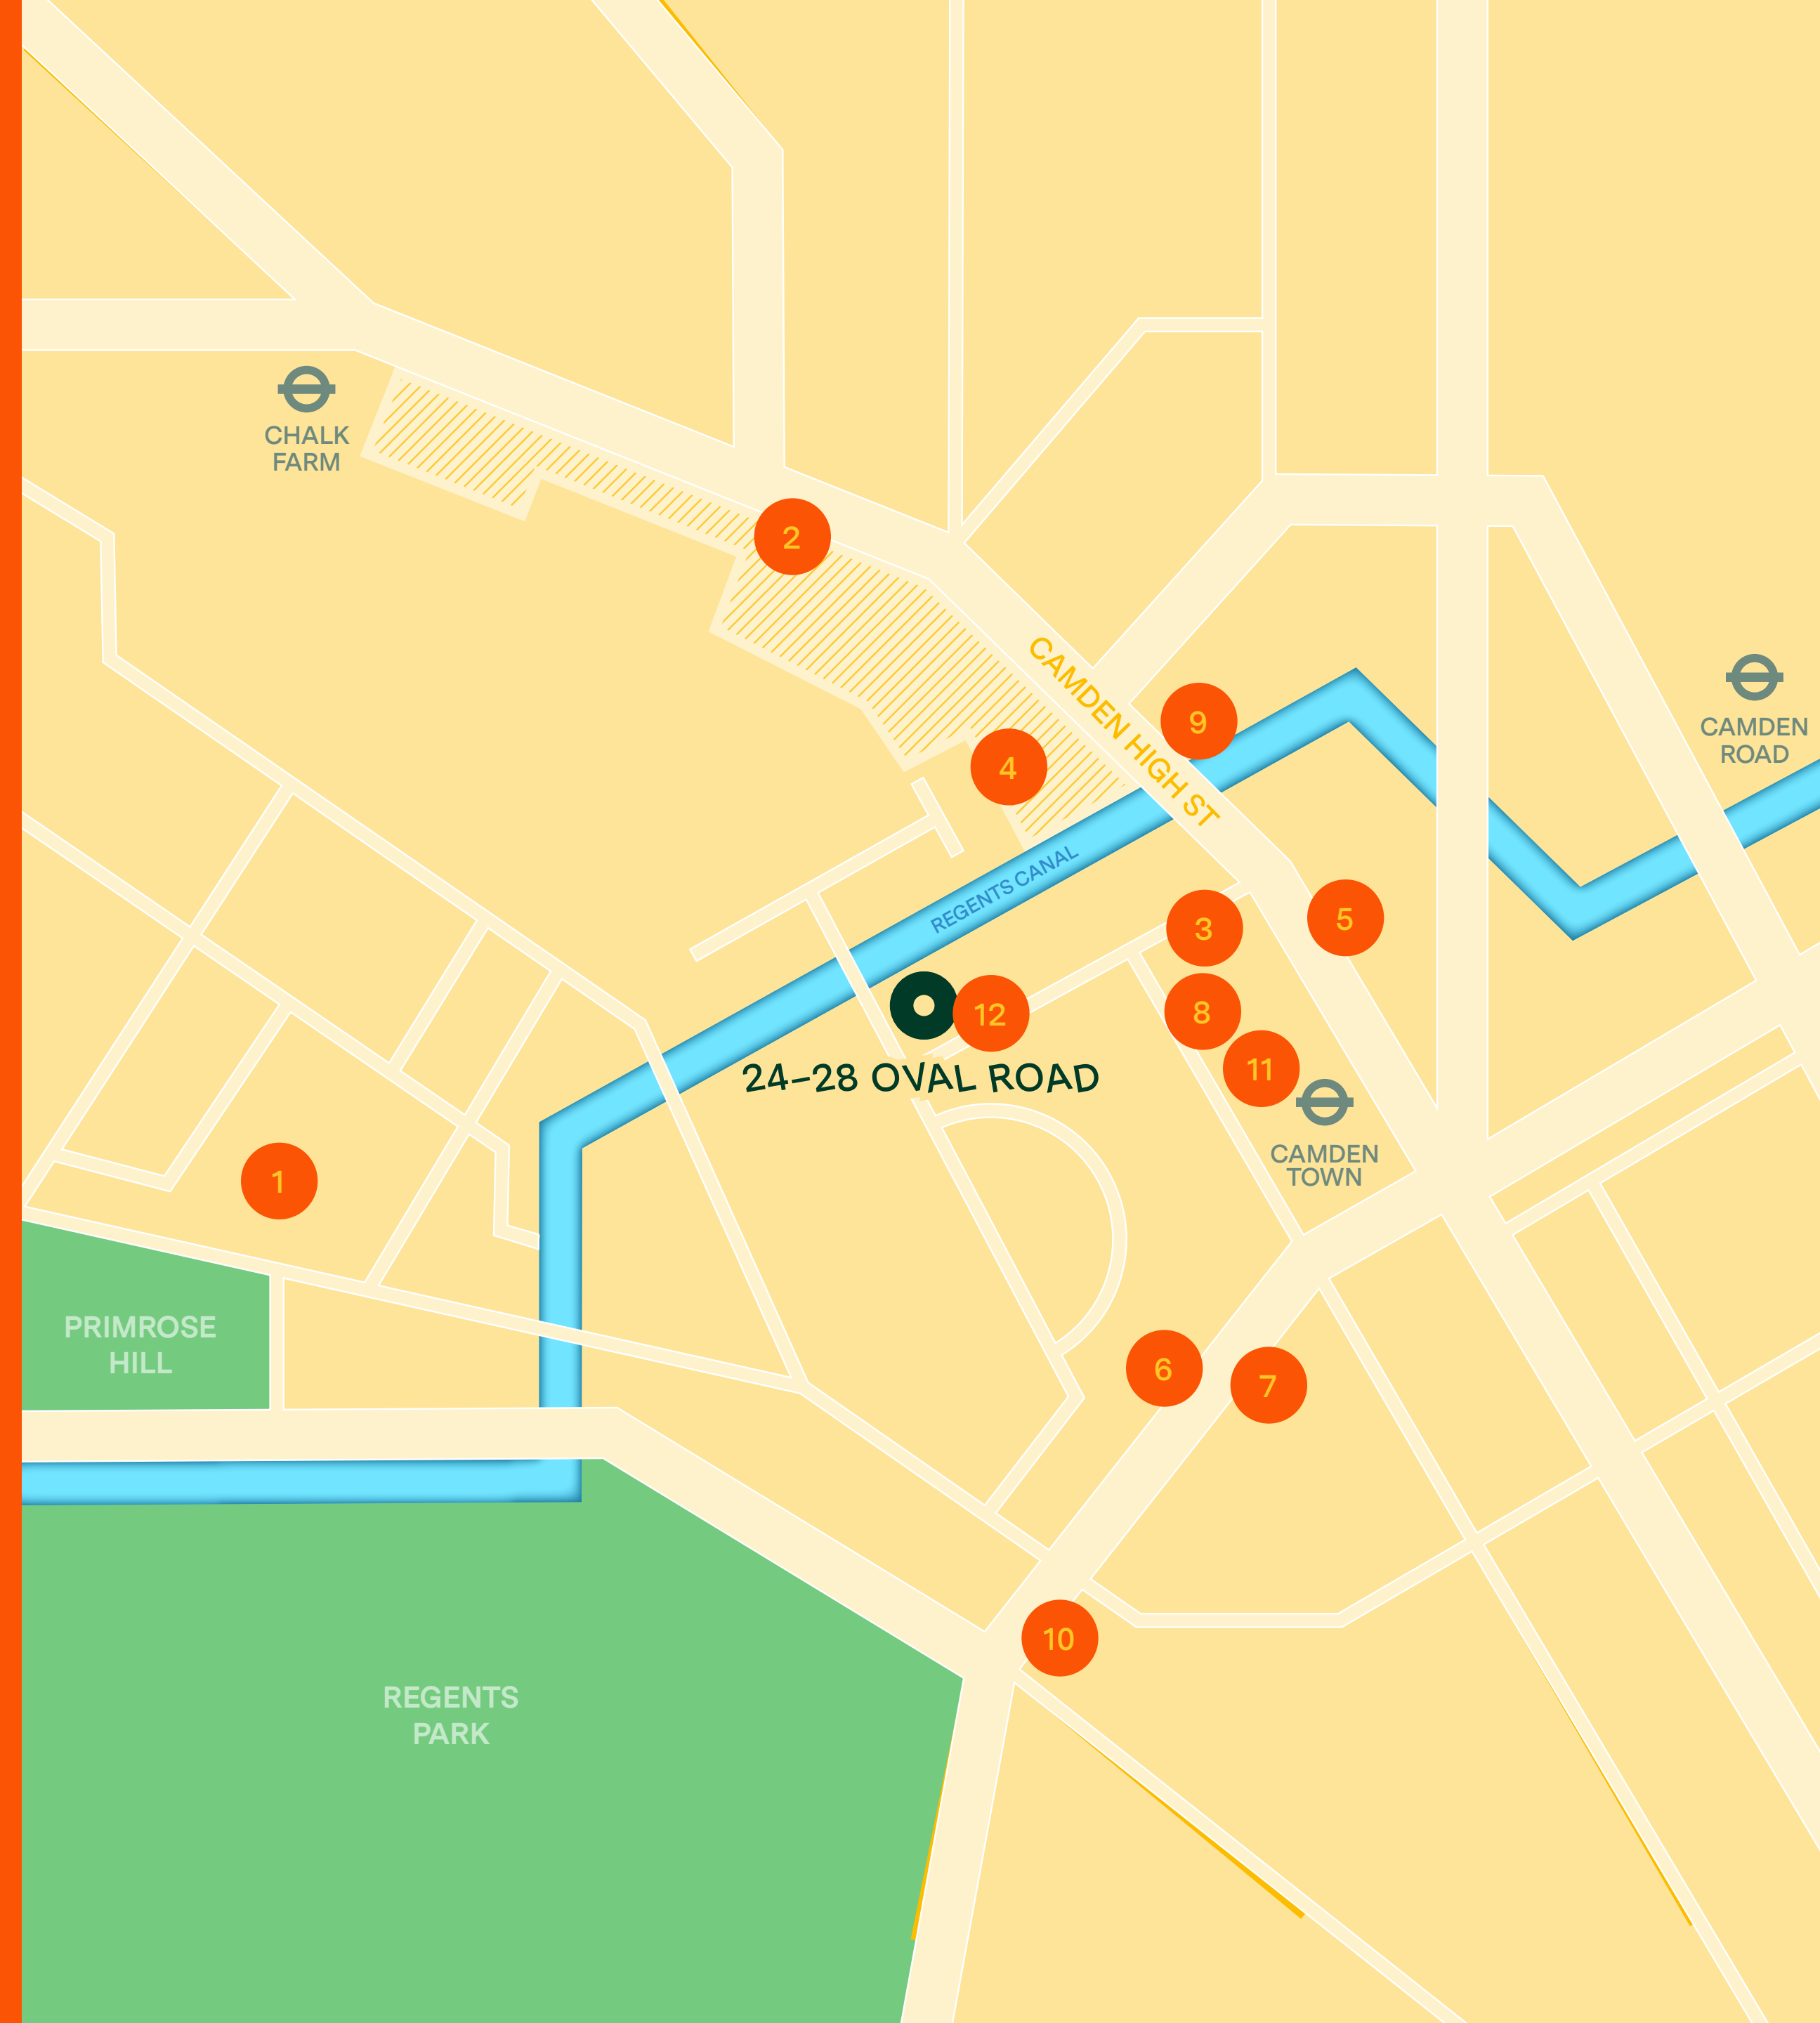 CHALK
FARM
2
CAMDEN HIGH ST
CAMDEN
ROAD
9
4
REGENTS CANAL
3
5
12
8
24–28 OVAL ROAD
11
CAMDEN
TOWN
1
PRIMROSE
HILL
6
7
10
REGENTS
PARK